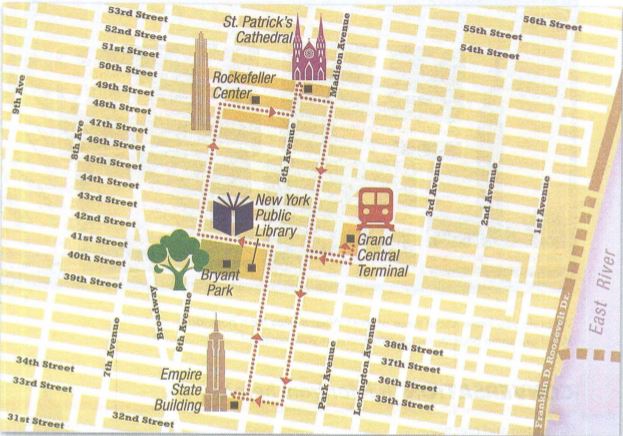 53rd Street
52nd Street
51st Street
50th Street
49th Street
48th Street
47th Street
46th Street
45th Street
44th Street
43rd Street
42nd Street
41st Street
40th Street
39th Street
34th Street
33rd Street
31st Street
32nd Street
9th Ave
8th Ave
7th Avenue
Broadway
6th Avenue
St. Patrick's
Cathedral
Rockefeller
Center
5th Avenue
Madison Avenue
New York
Public
Library
Bryant
Park
Empire
State
Building
Grand
Central
Terminal
Park Avenue
Lexington Avenue
3rd Avenue
2nd Avenue
1st Avenue
56th Street
55th Street
54th Street
38th Street
37th Street
36th Street
35th Street
Franklin D. Roosevelt Dr.
East River